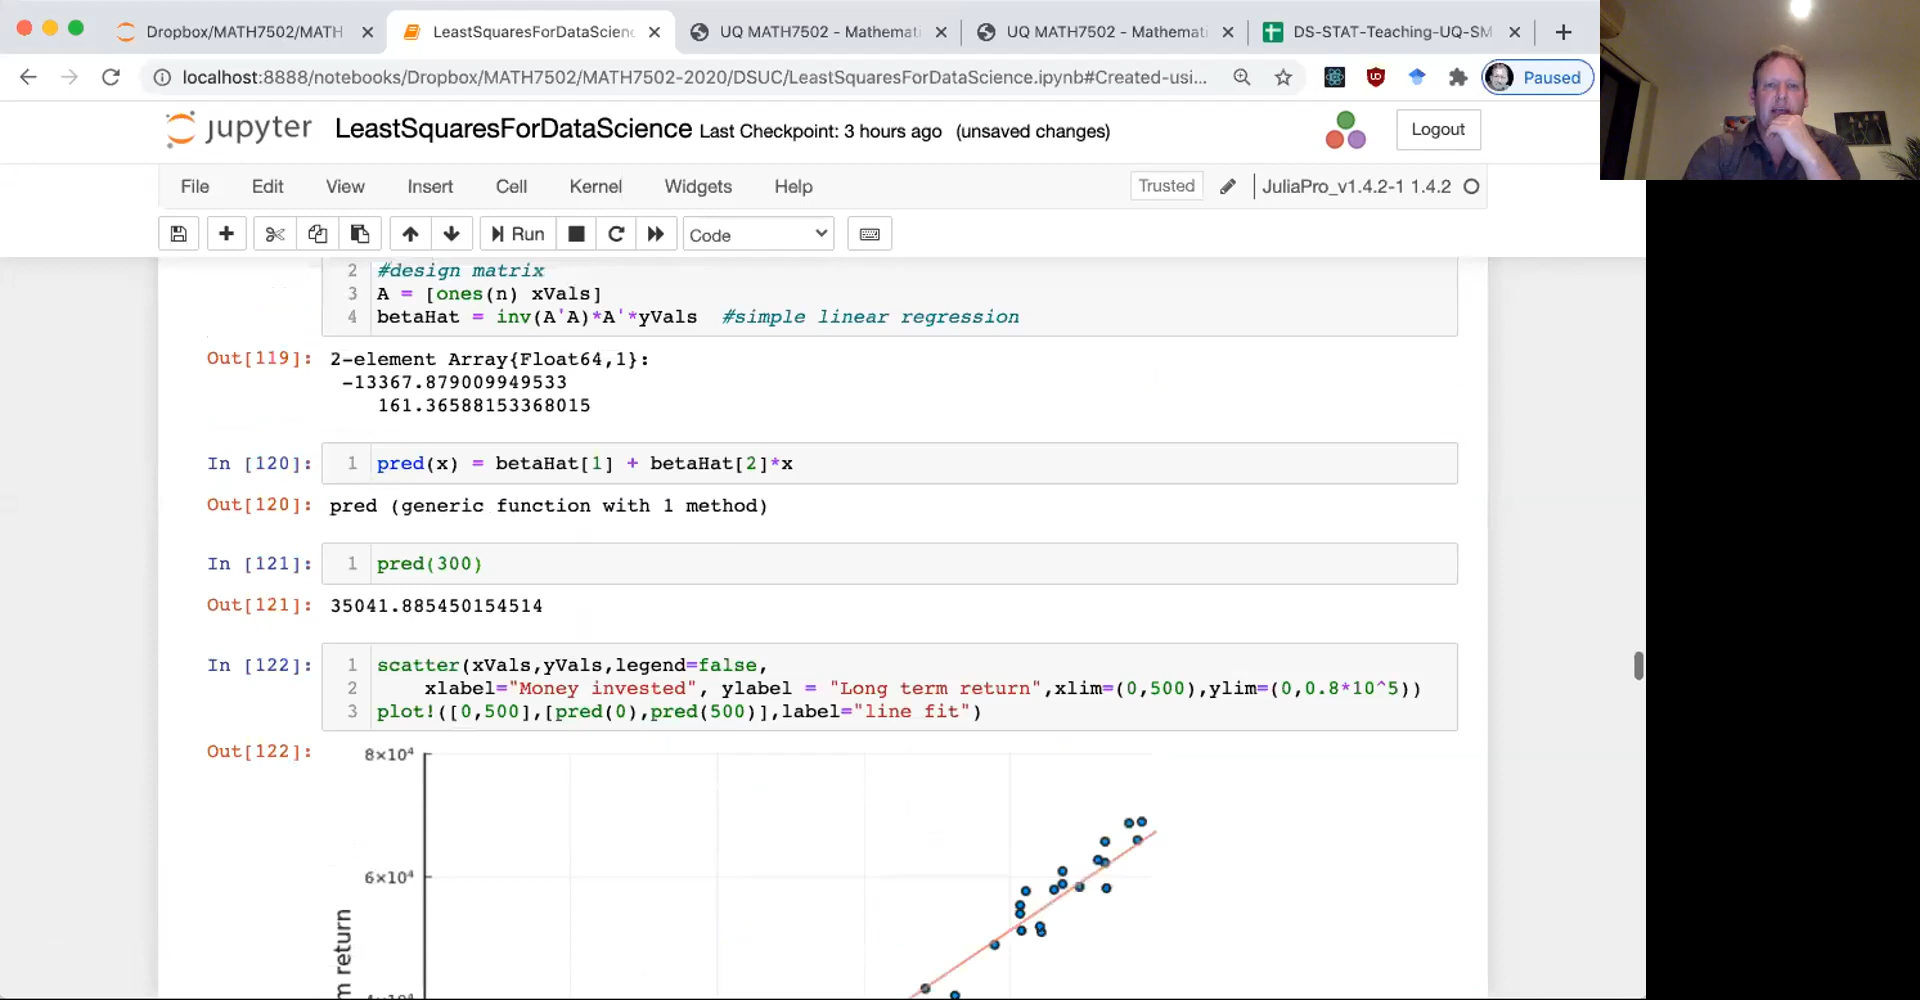 Dropbox/MATH7502/MATH
LeastSquaresForDataScienc
UQ MATH7502 - Mathemati
UQ MATH7502 - Mathemati
DS-STAT-Teaching-UQ-SM
localhost:8888/notebooks/Dropbox/MATH7502/MATH7502-2020/DSUC/LeastSquaresForDataScience.ipynb#Created-usi...
Paused
jupyter LeastSquaresForDataScience Last Checkpoint: 3 hours ago (unsaved changes)
Logout
File Edit View Insert Cell Kernel Widgets Help
Trusted
JuliaPro_v1.4.2-1 1.4.2
Run
Code
2 #design matrix
3 A = [ones(n) xVals]
4 betaHat = inv(A'A)*A'*yVals #simple linear regression
Out[119]: 2-element Array{Float64,1}:
-13367.879009949533
161.36588153368015
In [120]: 1 pred(x) = betaHat[1] + betaHat[2]*x
Out[120]: pred (generic function with 1 method)
In [121]: 1 pred(300)
Out[121]: 35041.885450154514
In [122]: 1 scatter(xVals,yVals,legend=false,
2 xlabel="Money invested", ylabel = "Long term return",xlim=(0,500),ylim=(0,0.8*10^5))
3 plot!([0,500],[pred(0),pred(500)],label="line fit")
Out[122]:
8×10⁴
6×10⁴
return